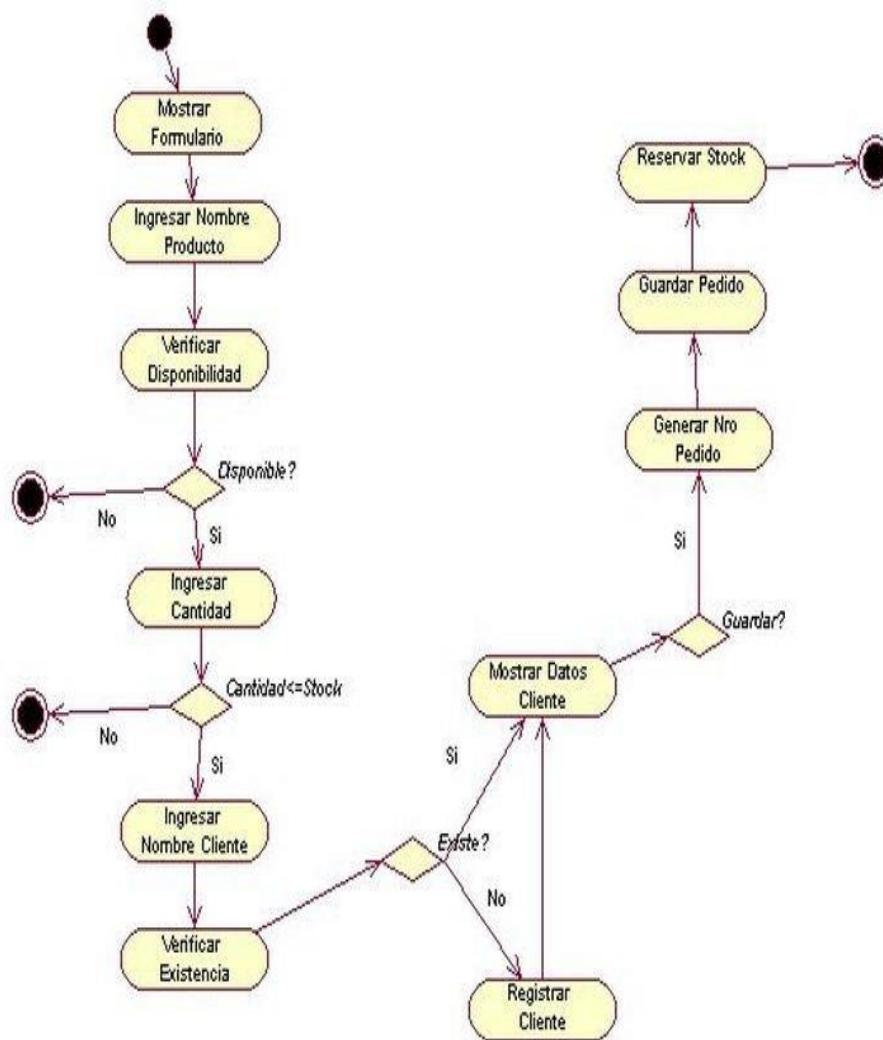 Mostrar
Formulario
Ingresar Nombre
Producto
Verificar
Disponibilidad
Disponible?
No
Si
Ingresar
Cantidad
Cantidad<=Stock
No
Si
Ingresar
Nombre Cliente
Verificar
Existencia
Existe?
Si
No
Registrar
Cliente
Mostrar Datos
Cliente
Guardar?
Si
Generar Nro
Pedido
Guardar Pedido
Reservar Stock